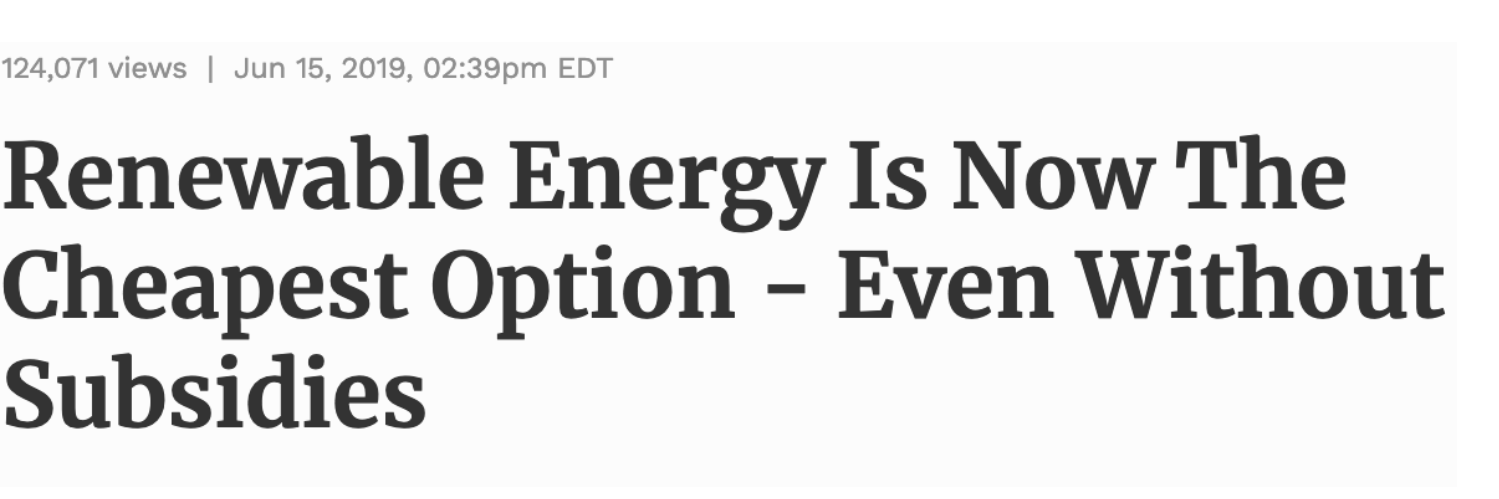 124,071 views | Jun 15, 2019, 02:39pm EDT
Renewable Energy Is Now The
Cheapest Option – Even Without
Subsidies